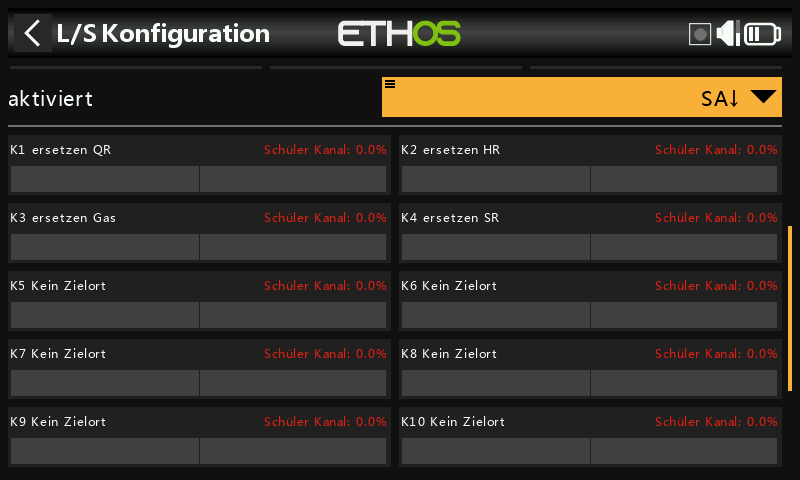 L/S Konfiguration
ETHOS
aktiviert
SA↓
K1 ersetzen QR Schüler Kanal: 0.0%
K2 ersetzen HR Schüler Kanal: 0.0%
K3 ersetzen Gas Schüler Kanal: 0.0%
K4 ersetzen SR Schüler Kanal: 0.0%
K5 Kein Zielort Schüler Kanal: 0.0%
K6 Kein Zielort Schüler Kanal: 0.0%
K7 Kein Zielort Schüler Kanal: 0.0%
K8 Kein Zielort Schüler Kanal: 0.0%
K9 Kein Zielort Schüler Kanal: 0.0%
K10 Kein Zielort Schüler Kanal: 0.0%